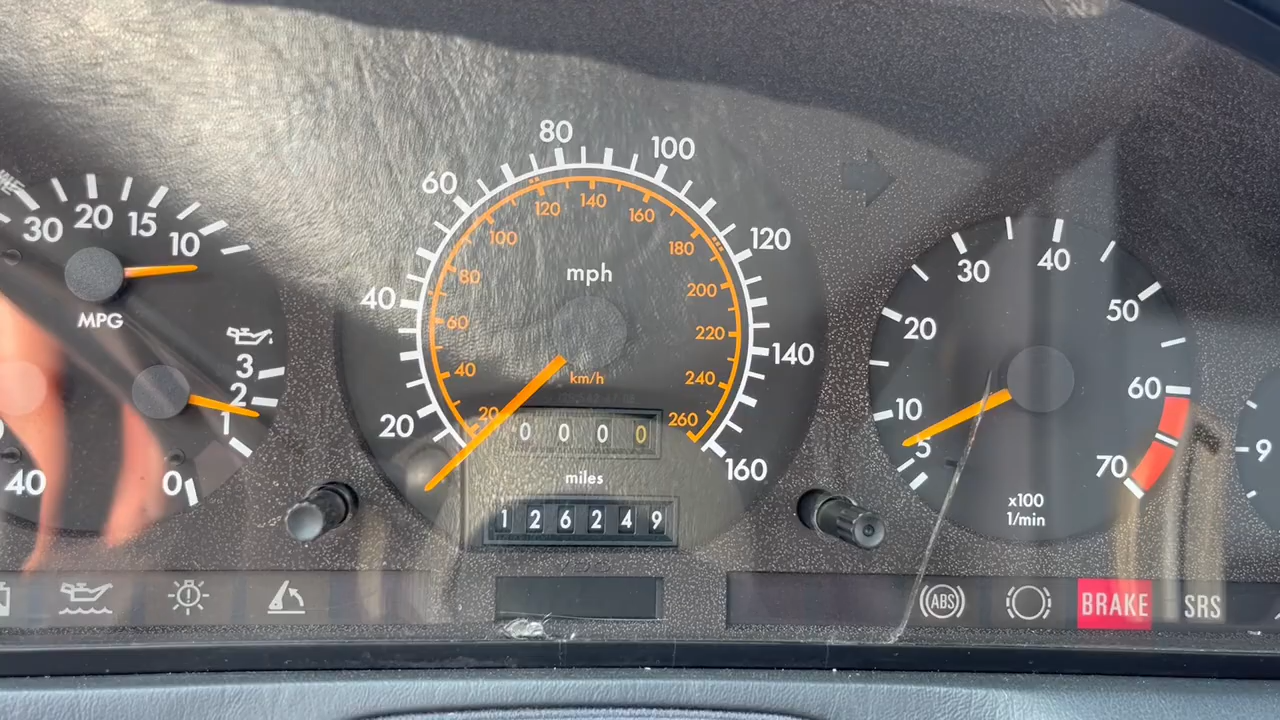 30 20 15 10
MPG
3
2
1
0
40
20 40 60 80 100 120 140 160
mph
20 40 60 80 100 120 140 160 180 200 220 240 260
km/h
0 0 0 0
miles
1 2 6 2 4 9
5 10 20 30 40 50 60 70
x100
1/min
9
ABS
BRAKE
SRS